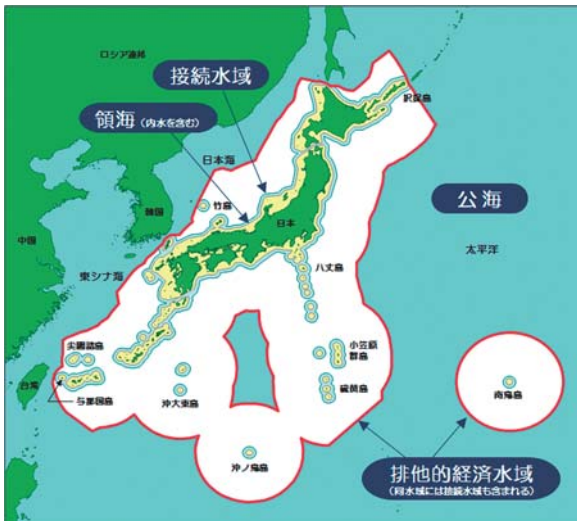 ロシア連邦
接続水域
択捉島
領海（内水を含む）
日本海
竹島
公海
韓国
日本
中国
太平洋
東シナ海
八丈島
尖閣諸島
小笠原
群島
台湾
硫黄島
南鳥島
与那国島
沖大東島
沖ノ鳥島
排他的経済水域
（同水域には接続水域も含まれる）